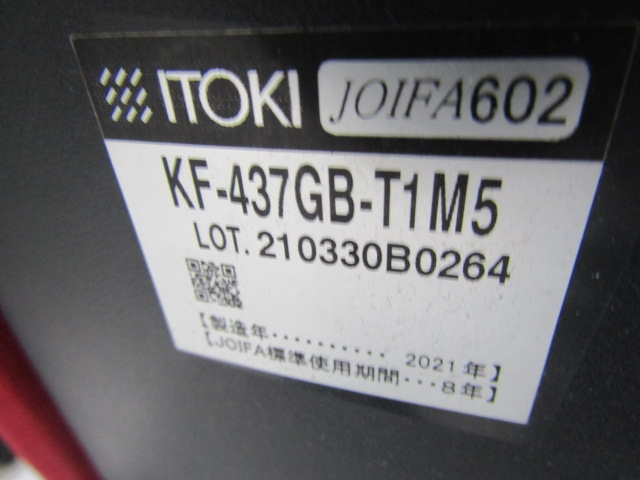 ITOKI JOIFA602
KF-437GB-T1M5
LOT. 210330B0264
【製造年.......... 2021年】
【JOIFA標準使用期間...8年】